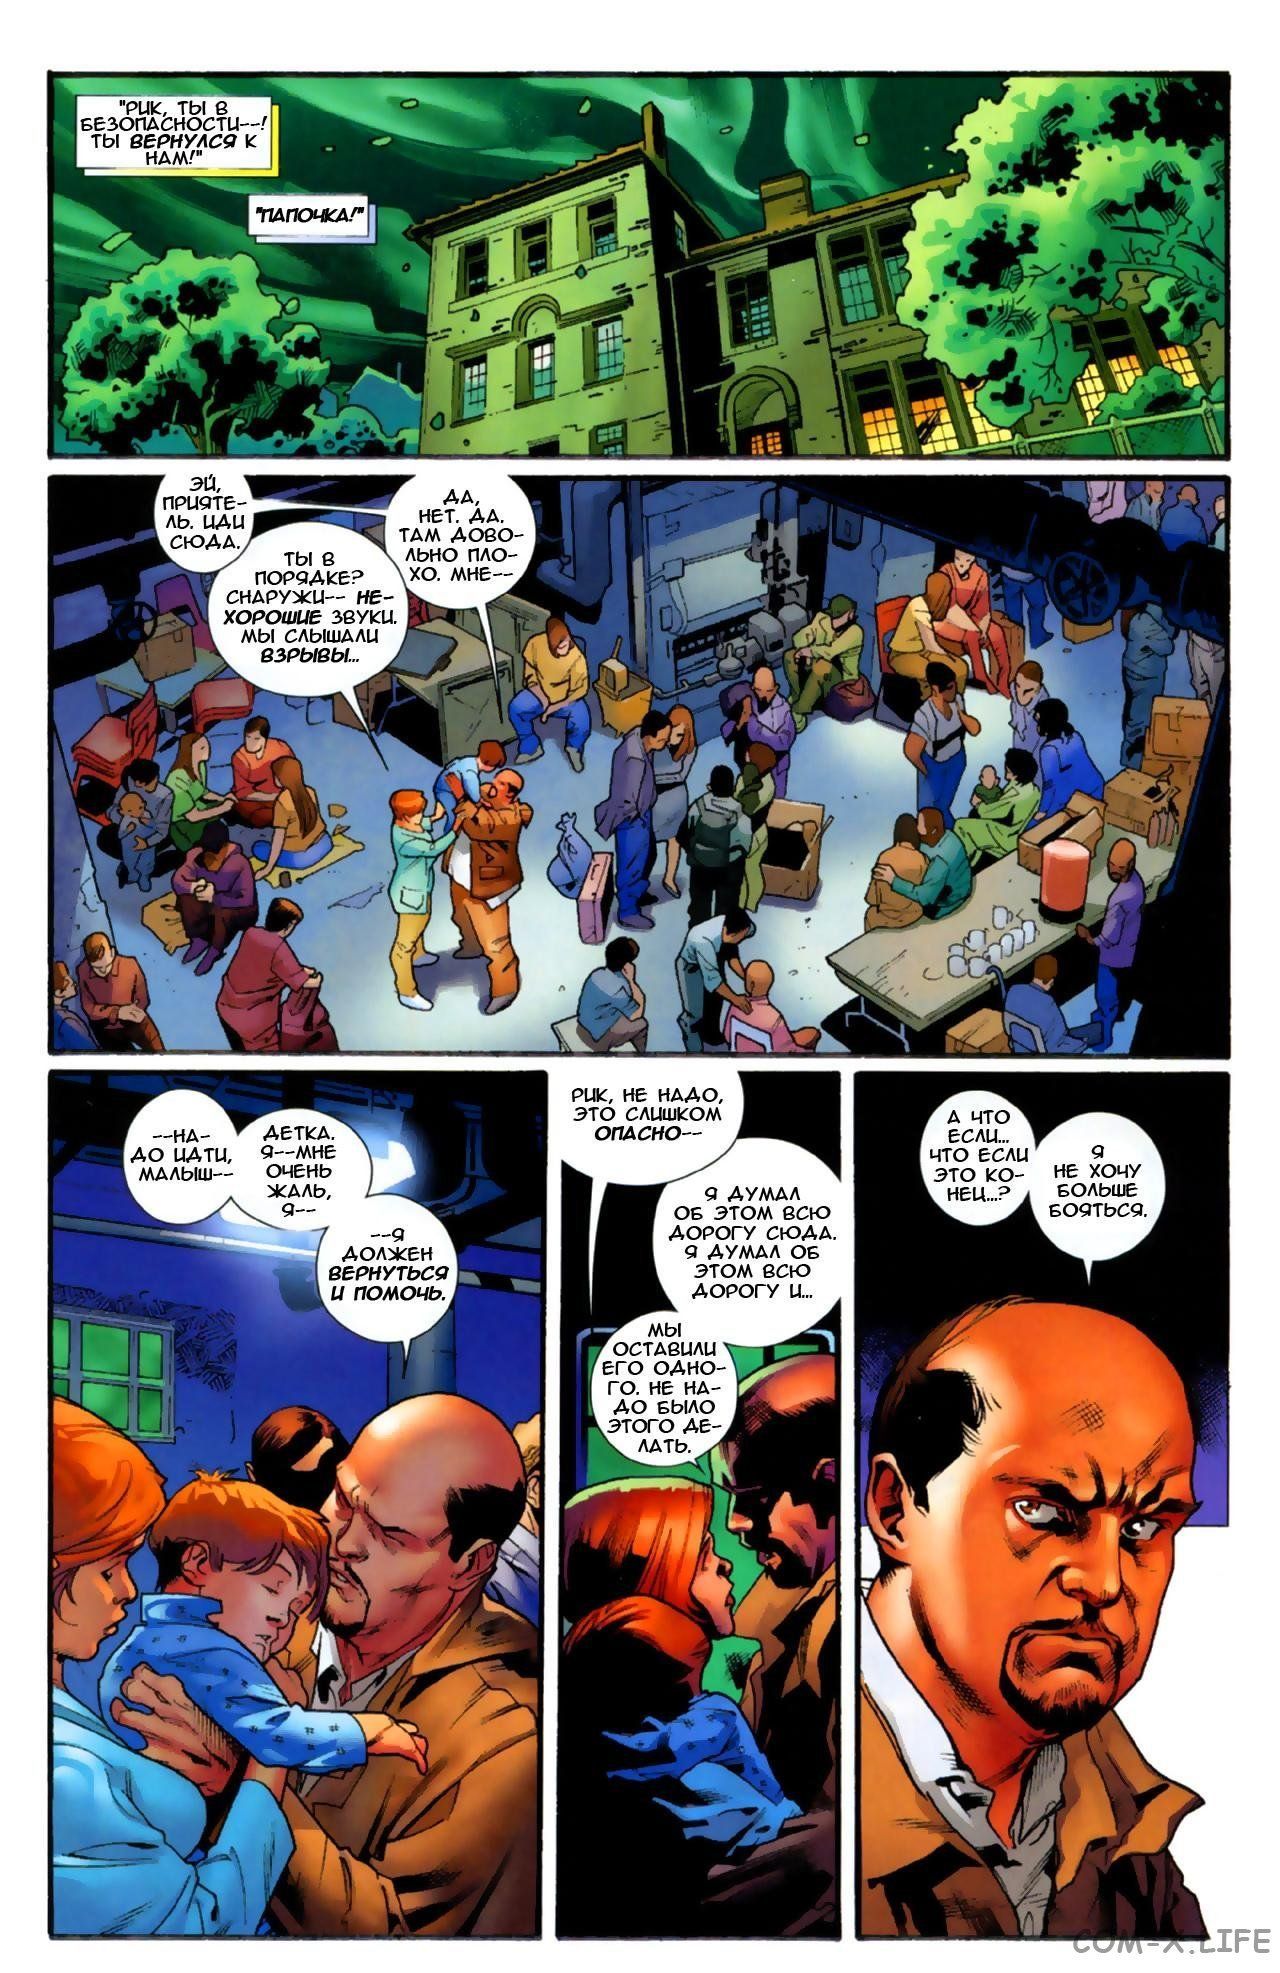 "РИК, ТЫ В
БЕЗОПАСНОСТИ--!
ТЫ ВЕРНУЛСЯ К
НАМ!"
"ПАПОЧКА!"
ЭЙ,
ПРИЯТЕ-
ЛЬ. ИДИ
СЮДА.
ДА,
НЕТ. ДА.
ТАМ ДОВО-
ЛЬНО ПЛО-
ХО. МНЕ--
ТЫ В
ПОРЯДКЕ?
СНАРУЖИ-- НЕ-
ХОРОШИЕ ЗВУКИ.
МЫ СЛЫШАЛИ
ВЗРЫВЫ...
--НА-
ДО ИДТИ,
МАЛЫШ--
ДЕТКА.
Я--МНЕ
ОЧЕНЬ
ЖАЛЬ,
Я--
--Я
ДОЛЖЕН
ВЕРНУТЬСЯ
И ПОМОЧЬ.
РИК, НЕ НАДО,
ЭТО СЛИШКОМ
ОПАСНО--
Я ДУМАЛ
ОБ ЭТОМ ВСЮ
ДОРОГУ СЮДА.
Я ДУМАЛ ОБ
ЭТОМ ВСЮ
ДОРОГУ И...
МЫ
ОСТАВИЛИ
ЕГО ОДНО-
ГО. НЕ НА-
ДО БЫЛО
ЭТОГО ДЕ-
ЛАТЬ.
А ЧТО
ЕСЛИ...
ЧТО ЕСЛИ
ЭТО КО-
НЕЦ...?
Я
НЕ ХОЧУ
БОЛЬШЕ
БОЯТЬСЯ.
COM-X.LIFE